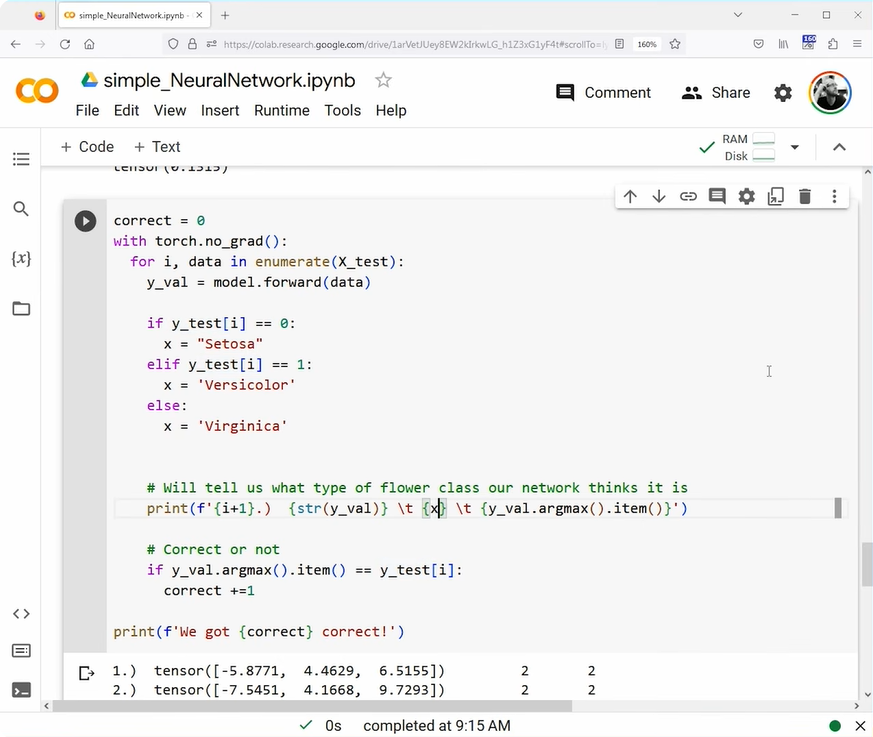 simple_NeuralNetwork.ipynb -
https://colab.research.google.com/drive/1arVetJUey8EW2kIrkwLG_h1Z3xG1yF4t#scrollTo=
160%
160
simple_NeuralNetwork.ipynb
File Edit View Insert Runtime Tools Help
Comment
Share
+ Code + Text
RAM
Disk
tensor(0.1315)
correct = 0
with torch.no_grad():
for i, data in enumerate(X_test):
y_val = model.forward(data)
if y_test[i] == 0:
x = "Setosa"
elif y_test[i] == 1:
x = 'Versicolor'
else:
x = 'Virginica'
# Will tell us what type of flower class our network thinks it is
print(f'{i+1}.) {str(y_val)} \t {x} \t {y_val.argmax().item()}')
# Correct or not
if y_val.argmax().item() == y_test[i]:
correct +=1
print(f'We got {correct} correct!')
1.) tensor([-5.8771, 4.4629, 6.5155]) 2 2
2.) tensor([-7.5451, 4.1668, 9.7293]) 2 2
0s completed at 9:15 AM